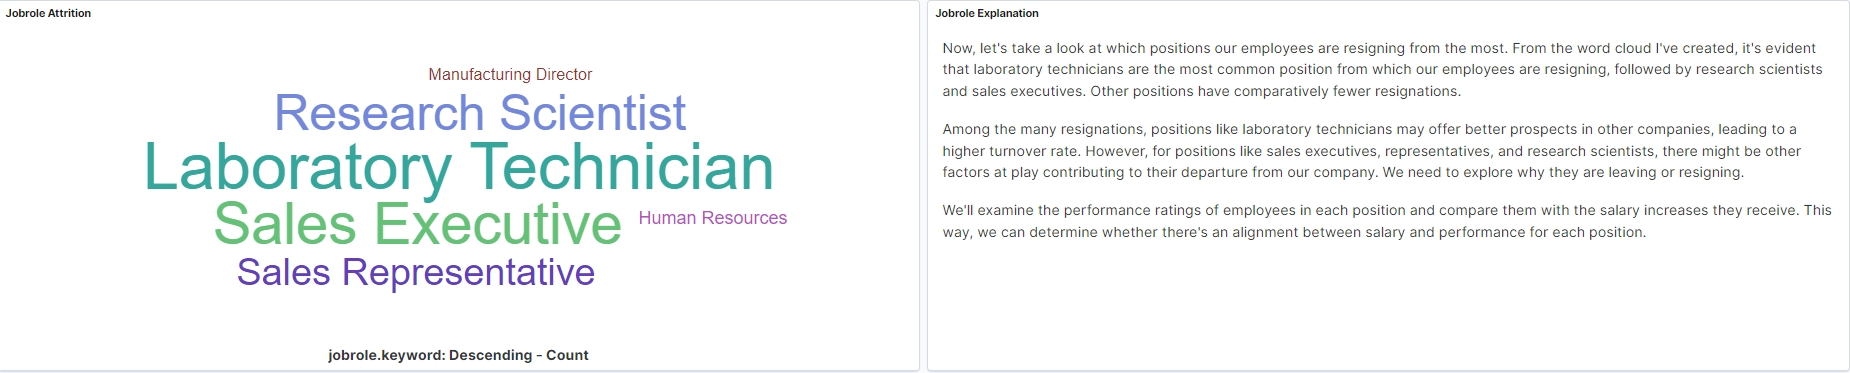 Jobrole Attrition
Manufacturing Director
Research Scientist
Laboratory Technician
Sales Executive
Human Resources
Sales Representative
jobrole.keyword: Descending - Count
Jobrole Explanation
Now, let's take a look at which positions our employees are resigning from the most. From the word cloud I've created, it's evident
that laboratory technicians are the most common position from which our employees are resigning, followed by research scientists
and sales executives. Other positions have comparatively fewer resignations.
Among the many resignations, positions like laboratory technicians may offer better prospects in other companies, leading to a
higher turnover rate. However, for positions like sales executives, representatives, and research scientists, there might be other
factors at play contributing to their departure from our company. We need to explore why they are leaving or resigning.
We'll examine the performance ratings of employees in each position and compare them with the salary increases they receive. This
way, we can determine whether there's an alignment between salary and performance for each position.